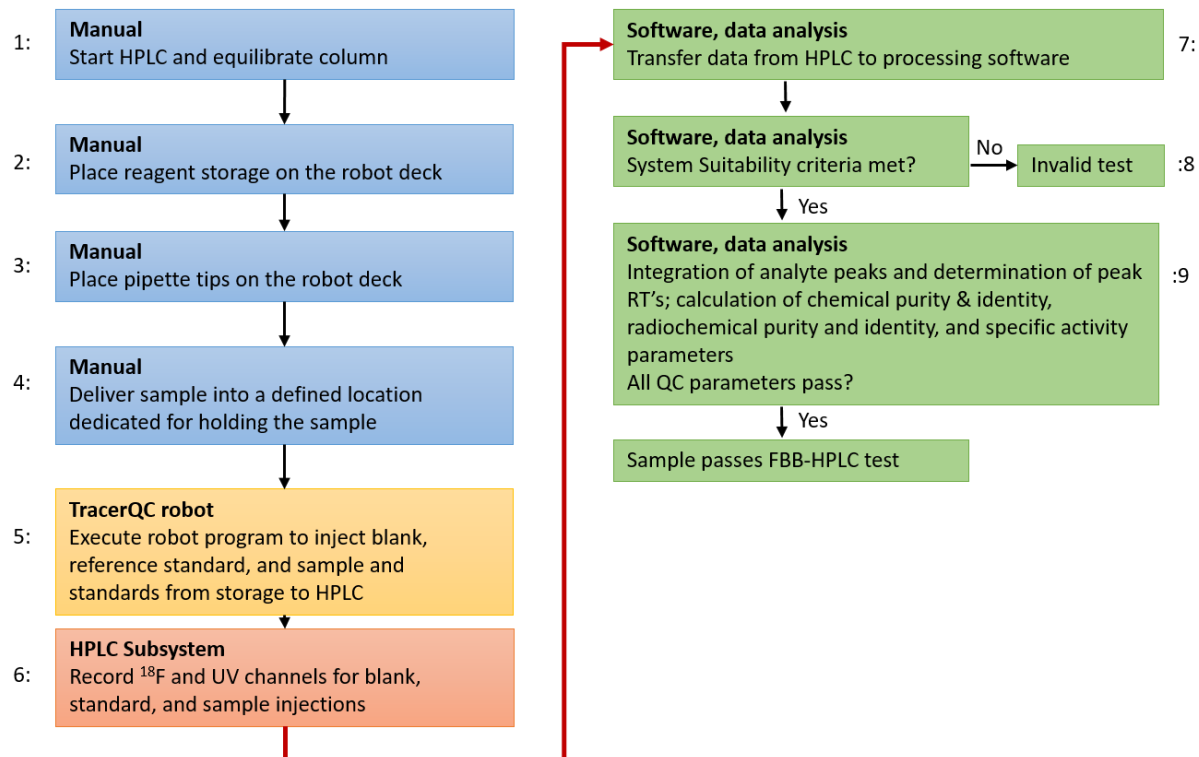 1:
Manual
Start HPLC and equilibrate column
2:
Manual
Place reagent storage on the robot deck
3:
Manual
Place pipette tips on the robot deck
4:
Manual
Deliver sample into a defined location
dedicated for holding the sample
5:
TracerQC robot
Execute robot program to inject blank,
reference standard, and sample and
standards from storage to HPLC
6:
HPLC Subsystem
Record ¹⁸F and UV channels for blank,
standard, and sample injections
Software, data analysis
Transfer data from HPLC to processing software
7:
Software, data analysis
System Suitability criteria met?
No
Invalid test
:8
Yes
Software, data analysis
Integration of analyte peaks and determination of peak
RT’s; calculation of chemical purity & identity,
radiochemical purity and identity, and specific activity
parameters
All QC parameters pass?
:9
Yes
Sample passes FBB-HPLC test